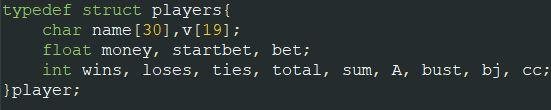 typedef struct players{
char name[30],v[19];
float money, startbet, bet;
int wins, loses, ties, total, sum, A, bust, bj, cc;
}player;